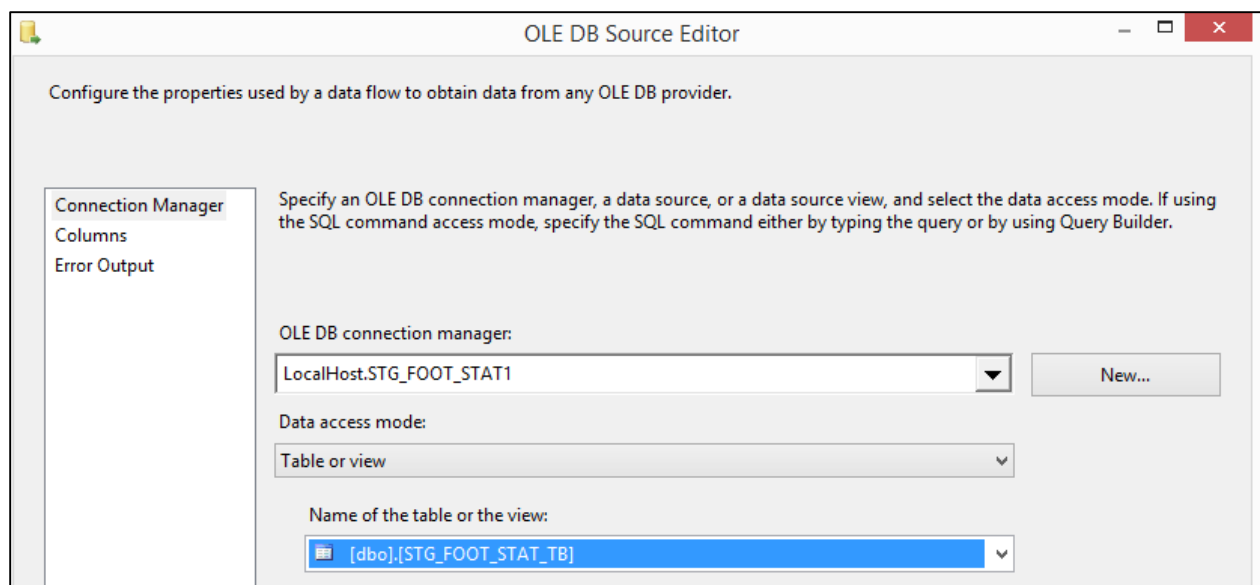 OLE DB Source Editor
Configure the properties used by a data flow to obtain data from any OLE DB provider.
Connection Manager
Columns
Error Output
Specify an OLE DB connection manager, a data source, or a data source view, and select the data access mode. If using
the SQL command access mode, specify the SQL command either by typing the query or by using Query Builder.
OLE DB connection manager:
LocalHost.STG_FOOT_STAT1
New...
Data access mode:
Table or view
Name of the table or the view:
[dbo].[STG_FOOT_STAT_TB]